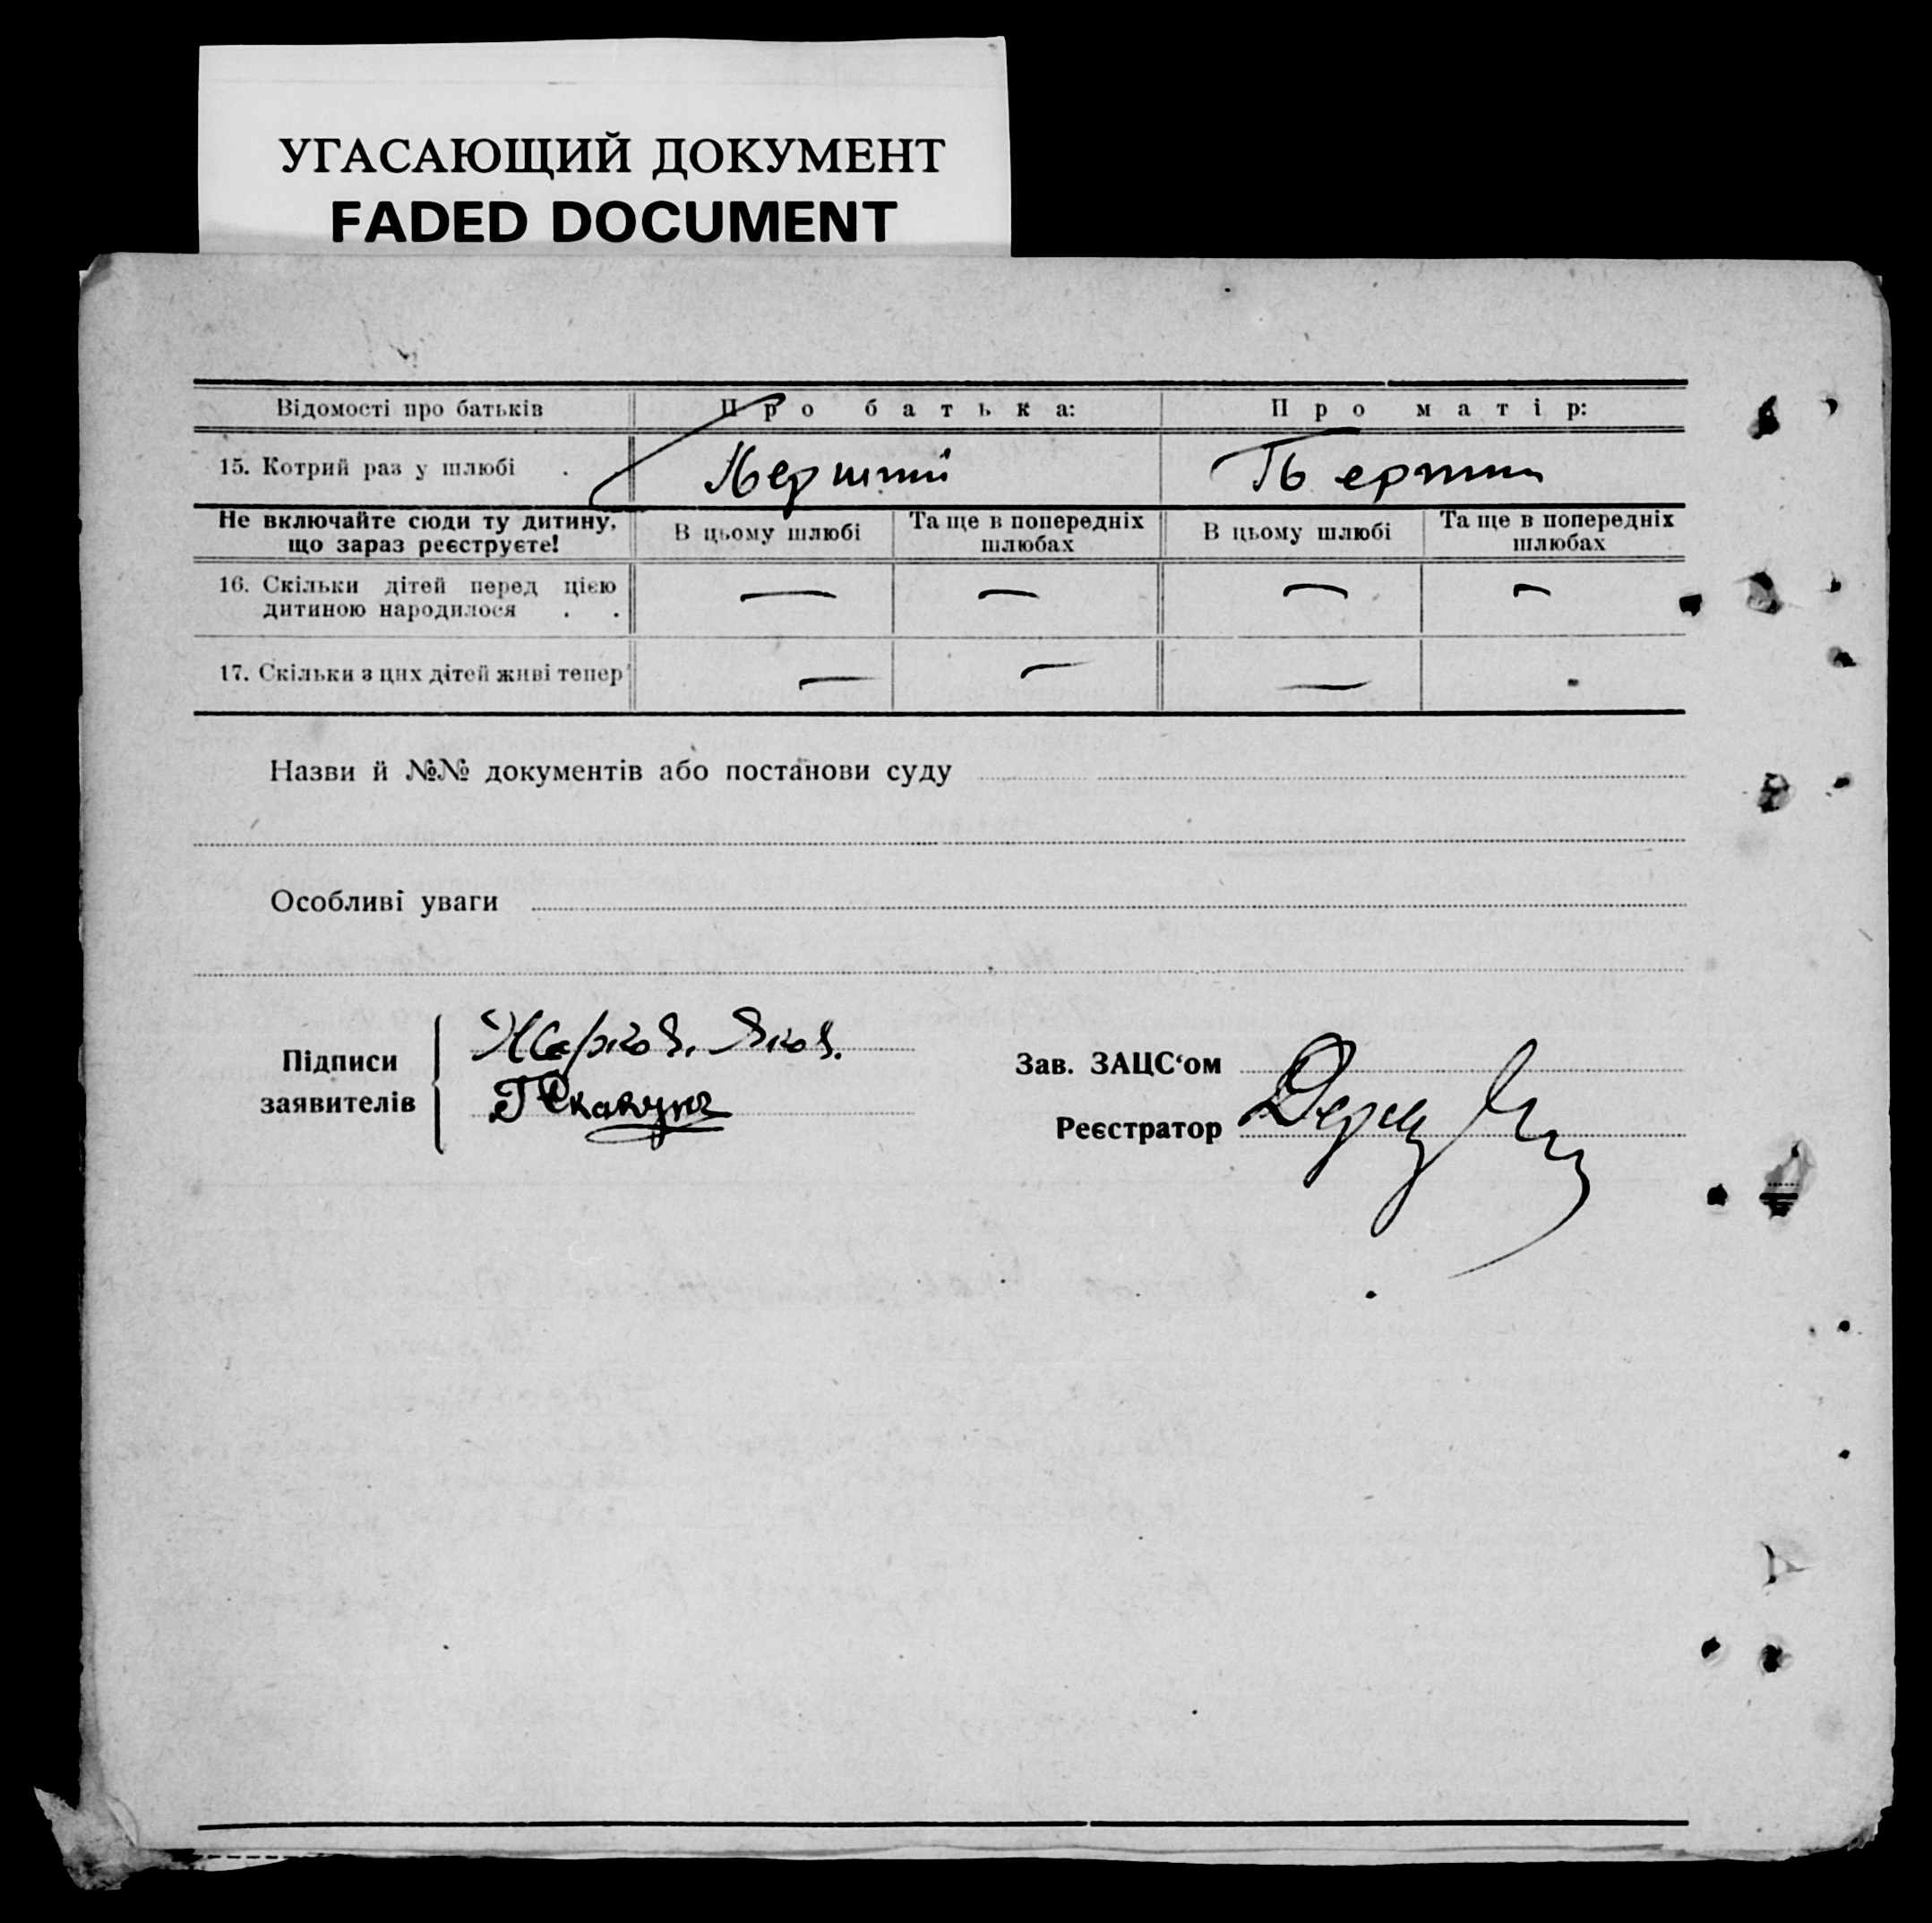 УГАСАЮЩИЙ ДОКУМЕНТ
FADED DOCUMENT
Відомості про батьків
Про батька:
Про матір:
15. Котрий раз у шлюбі . .
Перший
Перший
Не включайте сюди ту дитину, що зараз реєструєте!
В цьому шлюбі
Та ще в попередніх шлюбах
В цьому шлюбі
Та ще в попередніх шлюбах
16. Скільки дітей перед цією
дитиною народилося . .
— — — —
17. Скільки з цих дітей живі тепер
— — — -
Назви й №№ документів або постанови суду
Особливі уваги
Підписи
заявителів
Зав. ЗАЦС‘ом
Реєстратор